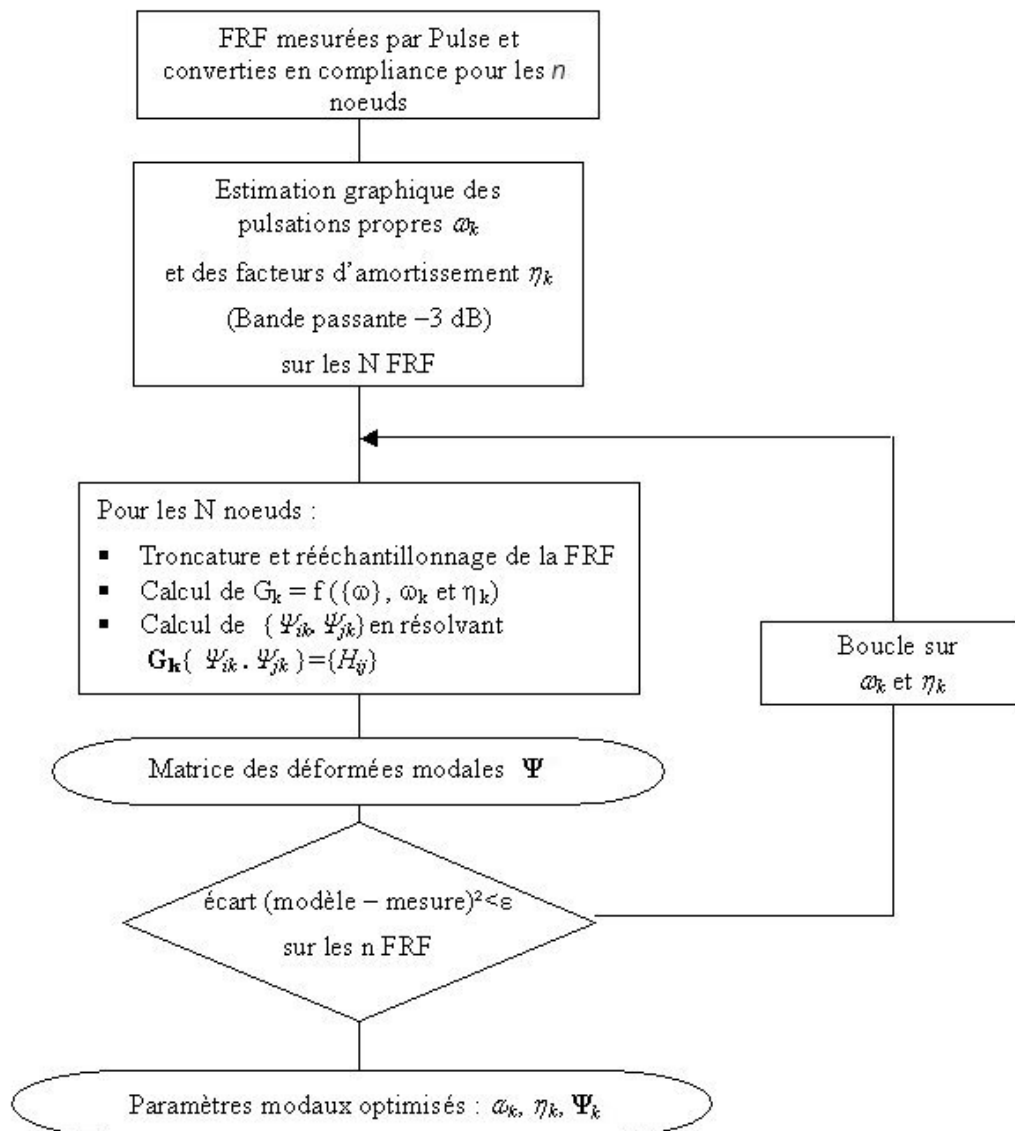 FRF mesurées par Pulse et
converties en compliance pour les n
noeuds
Estimation graphique des
pulsations propres ω̄ₖ
et des facteurs d'amortissement ηₖ
(Bande passante –3 dB)
sur les N FRF
Pour les N noeuds :
▪ Troncature et rééchantillonnage de la FRF
▪ Calcul de Gₖ = f ({ω} , ωₖ et ηₖ)
▪ Calcul de { Ψᵢₖ. Ψⱼₖ} en résolvant
Gₖ{ Ψᵢₖ . Ψⱼₖ }={Hᵢⱼ}
Boucle sur
ω̄ₖ et ηₖ
Matrice des déformées modales Ψ
écart (modèle – mesure)²<ε
sur les n FRF
Paramètres modaux optimisés : ω̄ₖ, ηₖ, Ψₖ